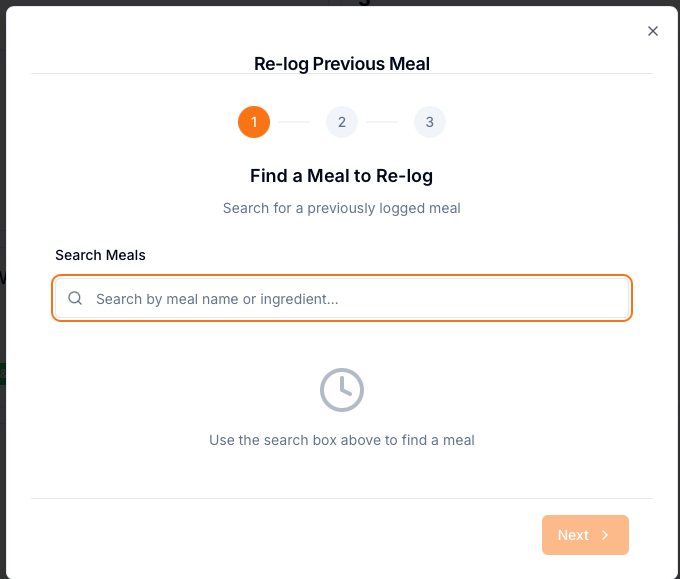 Re-log Previous Meal
1 2 3
Find a Meal to Re-log
Search for a previously logged meal
Search Meals
Search by meal name or ingredient...
Use the search box above to find a meal
Next